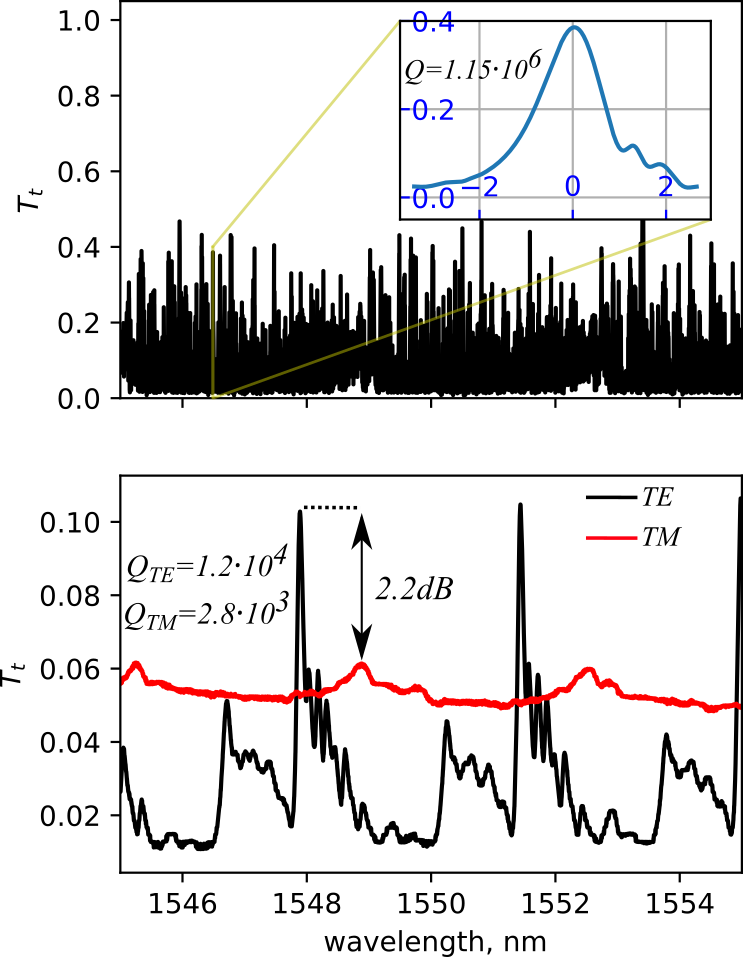 1.0
0.8
0.6
0.4
0.2
0.0
T_t
0.4
0.2
0.0
Q=1.15·10^6
−2 0 2
0.10
0.08
0.06
0.04
0.02
T_t
TE
TM
Q_TE=1.2·10^4
Q_TM=2.8·10^3
2.2dB
1546 1548 1550 1552 1554
wavelength, nm